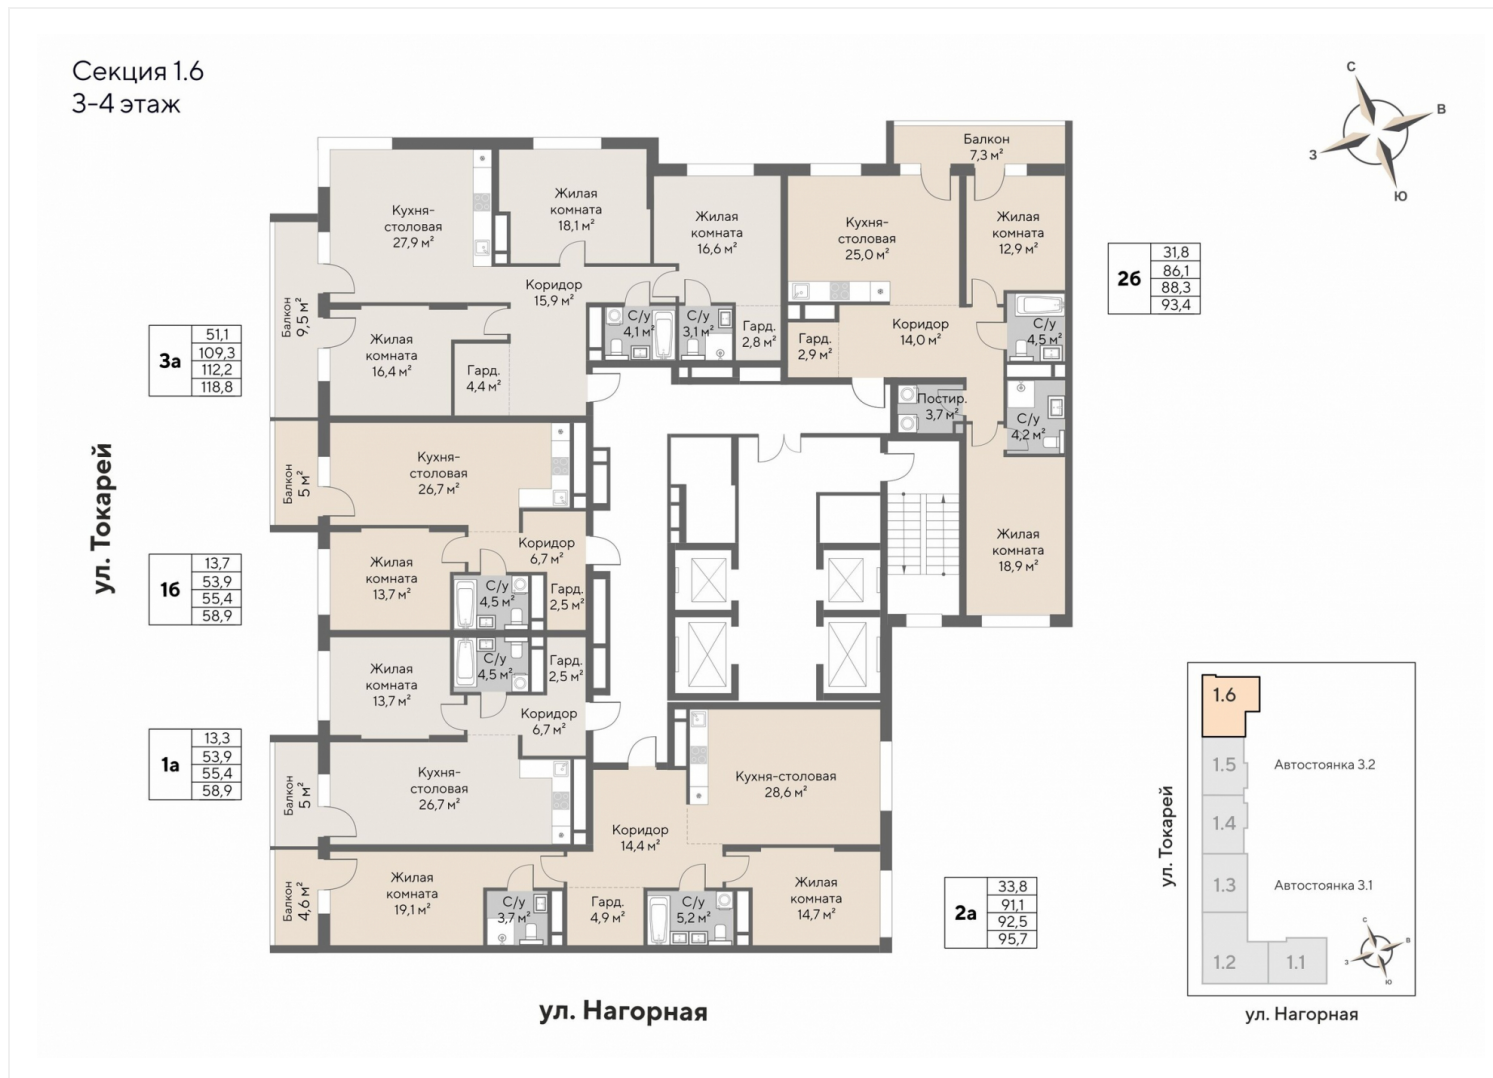 Секция 1.6
3-4 этаж
С
В
З
Ю
Балкон
7,3 м²
Кухня-
столовая
27,9 м²
Жилая
комната
18,1 м²
Жилая
комната
16,6 м²
Кухня-
столовая
25,0 м²
Жилая
комната
12,9 м²
2б
31,8
86,1
88,3
93,4
Балкон
9,5 м²
Коридор
15,9 м²
С/у
4,1 м²
С/у
3,1 м²
Гард.
2,8 м²
Гард.
2,9 м²
Коридор
14,0 м²
С/у
4,5 м²
3а
51,1
109,3
112,2
118,8
Жилая
комната
16,4 м²
Гард.
4,4 м²
Постир.
3,7 м²
С/у
4,2 м²
ул. Токарей
Балкон
5 м²
Кухня-
столовая
26,7 м²
Жилая
комната
18,9 м²
1б
13,7
53,9
55,4
58,9
Жилая
комната
13,7 м²
Коридор
6,7 м²
С/у
4,5 м²
Гард.
2,5 м²
Жилая
комната
13,7 м²
С/у
4,5 м²
Гард.
2,5 м²
Коридор
6,7 м²
1а
13,3
53,9
55,4
58,9
Балкон
5 м²
Кухня-
столовая
26,7 м²
Кухня-столовая
28,6 м²
Коридор
14,4 м²
Балкон
4,6 м²
Жилая
комната
19,1 м²
С/у
3,7 м²
Гард.
4,9 м²
С/у
5,2 м²
Жилая
комната
14,7 м²
2а
33,8
91,1
92,5
95,7
ул. Нагорная
1.6
1.5
Автостоянка 3.2
1.4
ул. Токарей
1.3
Автостоянка 3.1
1.2
1.1
С
В
З
Ю
ул. Нагорная